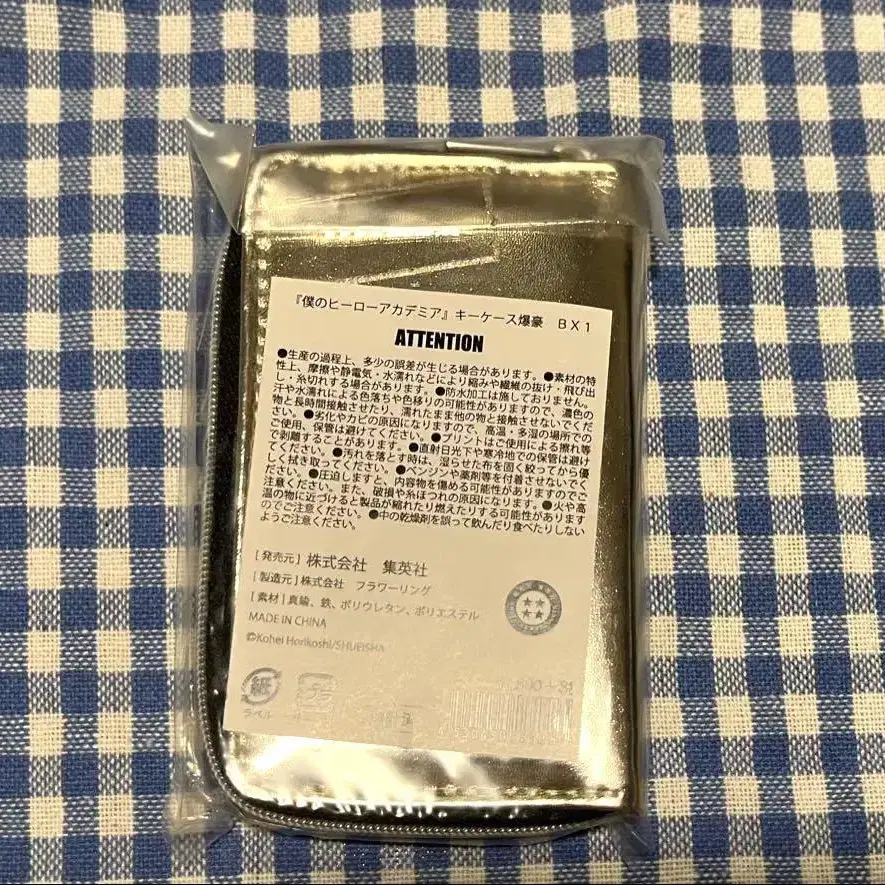 『僕のヒーローアカデミア』キーケース爆豪　BX1
ATTENTION
●生産の過程上、多少の誤差が生じる場合があります。●素材の特
性上、摩擦や静電気・水濡れなどにより縮みや繊維の抜け・飛び出
し・糸切れする場合があります。●防水加工は施しておりません。
汗や水濡れによる色落ちや色移りの可能性がありますので、濃色の
物と長時間接触させたり、濡れたまま他の物と接触させないでくだ
さい。●劣化やカビの原因になりますので、高温・多湿の場所での
ご使用、保管は避けてください。●プリントはご使用による擦れ等
で剥離することがあります。●直射日光下や寒冷地での保管は避け
てください。●汚れを落とす時は、湿らせた布を固く絞ってから優
しく拭き取ってください。●ベンジンや薬剤等を付着させないでく
ださい。●圧迫しますと、内容物を傷める可能性がありますのでご
注意ください。また、破損や糸ほつれの原因になります。●火や高
温の物に近づけると製品が縮れたり燃えたりする可能性があります
のでご注意ください。●中の乾燥剤を誤って飲んだり食べたりしない
ようご注意ください。
[発売元] 株式会社　集英社
[製造元] 株式会社　フラワーリング
[素材] 真鍮、鉄、ポリウレタン、ポリエステル
MADE IN CHINA
©Kohei Horikoshi/SHUEISHA
紙
プラ
ラベル